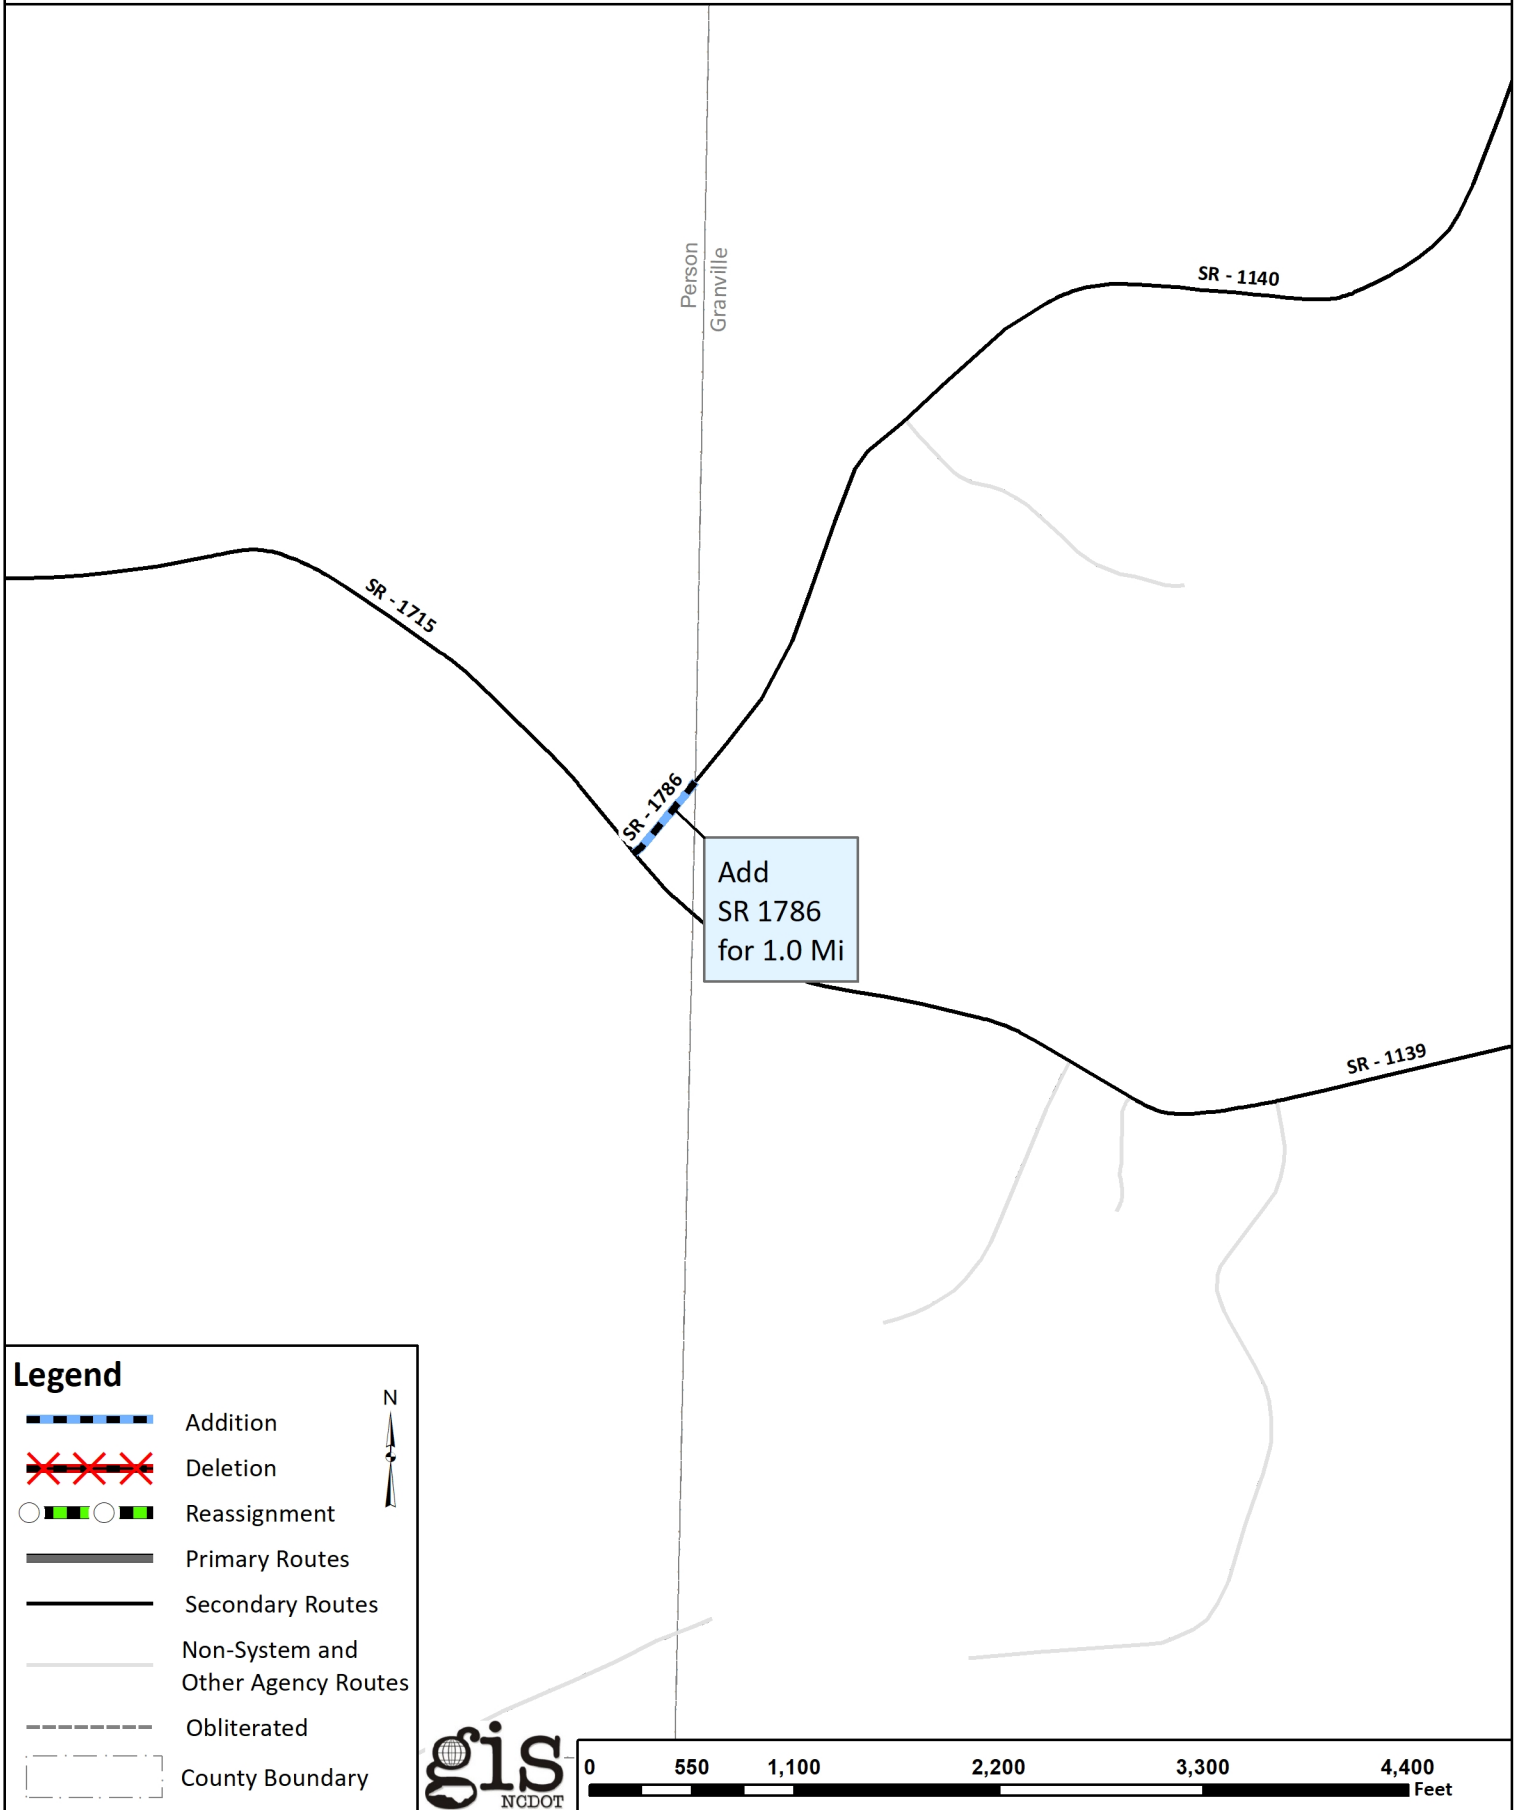 Person
Granville
SR - 1140
SR - 1715
SR - 1786
Add
SR 1786
for 1.0 Mi
SR - 1139
Legend
N
Addition
Deletion
Reassignment
Primary Routes
Secondary Routes
Non-System and
Other Agency Routes
Obliterated
County Boundary
gis
NCDOT
0 550 1,100 2,200 3,300 4,400
Feet